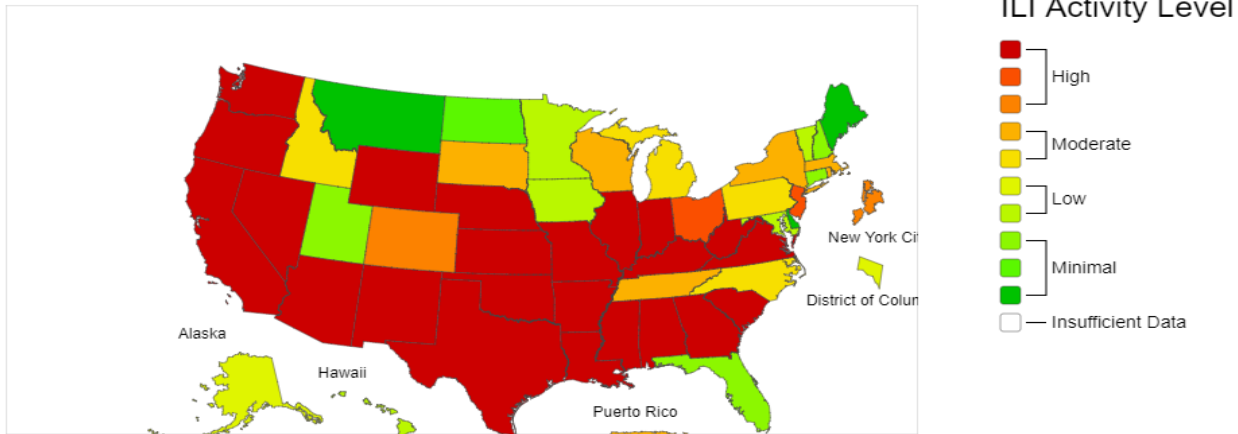 ILI Activity Level
High
Moderate
Low
Minimal
Insufficient Data
New York Cit
District of Colum
Alaska
Hawaii
Puerto Rico